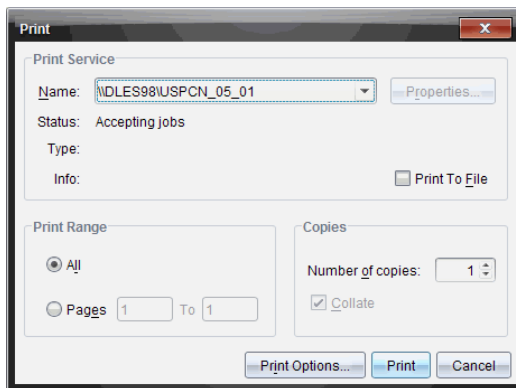 Print
Print Service
Name: \\DLES98\USPCN_05_01 Properties...
Status: Accepting jobs
Type:
Info: Print To File
Print Range Copies
All Number of copies: 1
Pages 1 To 1 Collate
Print Options... Print Cancel